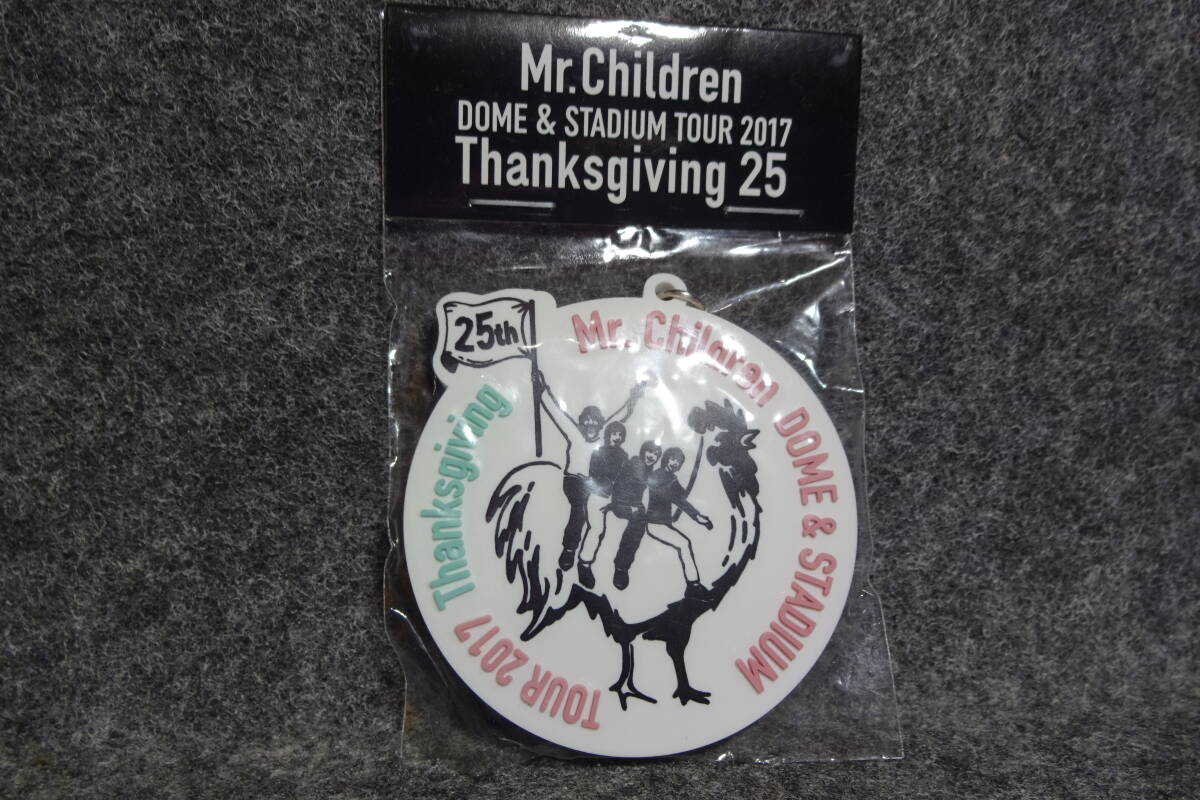 Mr.Children
DOME & STADIUM TOUR 2017
Thanksgiving 25
25th
Mr. Children DOME & STADIUM
TOUR 2017 Thanksgiving